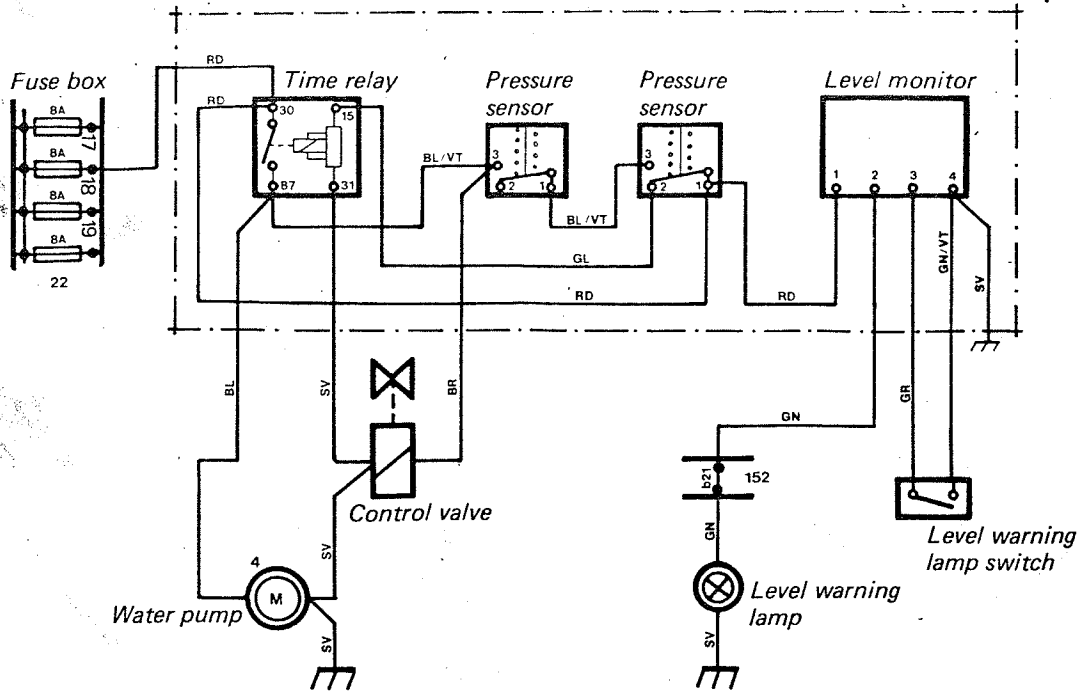 RD
Fuse box
Time relay
Pressure
sensor
Pressure
sensor
Level monitor
8A
17
8A
18
8A
19
8A
22
RD
30
15
87
31
BL/VT
3
2
1
BL/VT
3
2
1
1
2
3
4
GL
RD
RD
GN/VT
SV
BL
SV
BR
GR
GN
b21
152
Control valve
GN
Level warning
lamp switch
SV
4
M
Water pump
Level warning
lamp
SV
SV